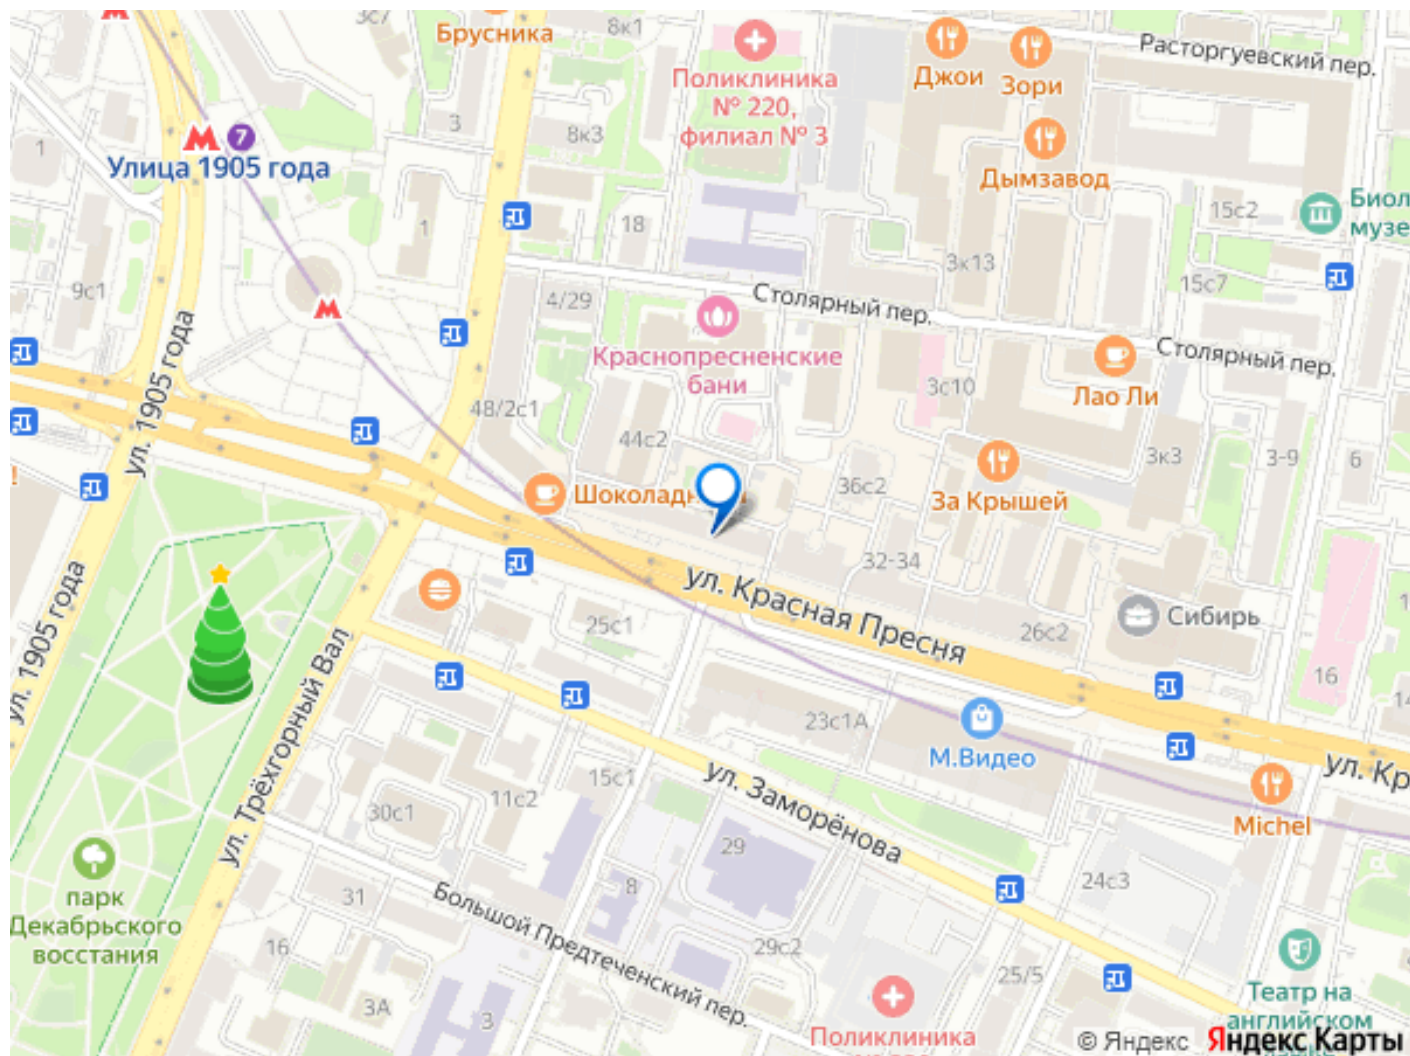 3с7
Брусника
8к1
Поликлиника
№ 220,
филиал № 3
Джои
Зори
Расторгуевский пер.
7
Улица 1905 года
1
3
8к3
Дымзавод
15с2
1
18
3к13
15с7
9с1
4/29
Столярный пер.
Столярный пер.
ул. 1905 года
Краснопресненские
бани
3с10
Лао Ли
48/2с1
44с2
3к3
3-9
6
36с2
За Крышей
32-34
ул. Красная Пресня
26с2
Сибирь
25с1
16
ул. 1905 года
ул. Трёхгорный Вал
23с1А
М.Видео
15с1
11с2
30с1
ул. Заморёнова
29
Michel
24с3
парк
Декабрьского
восстания
31
8
Большой Предтеченский пер.
16
29с2
25/5
3А
3
Поликлиника
Театр на
английском
© Яндекс
Яндекс Карты